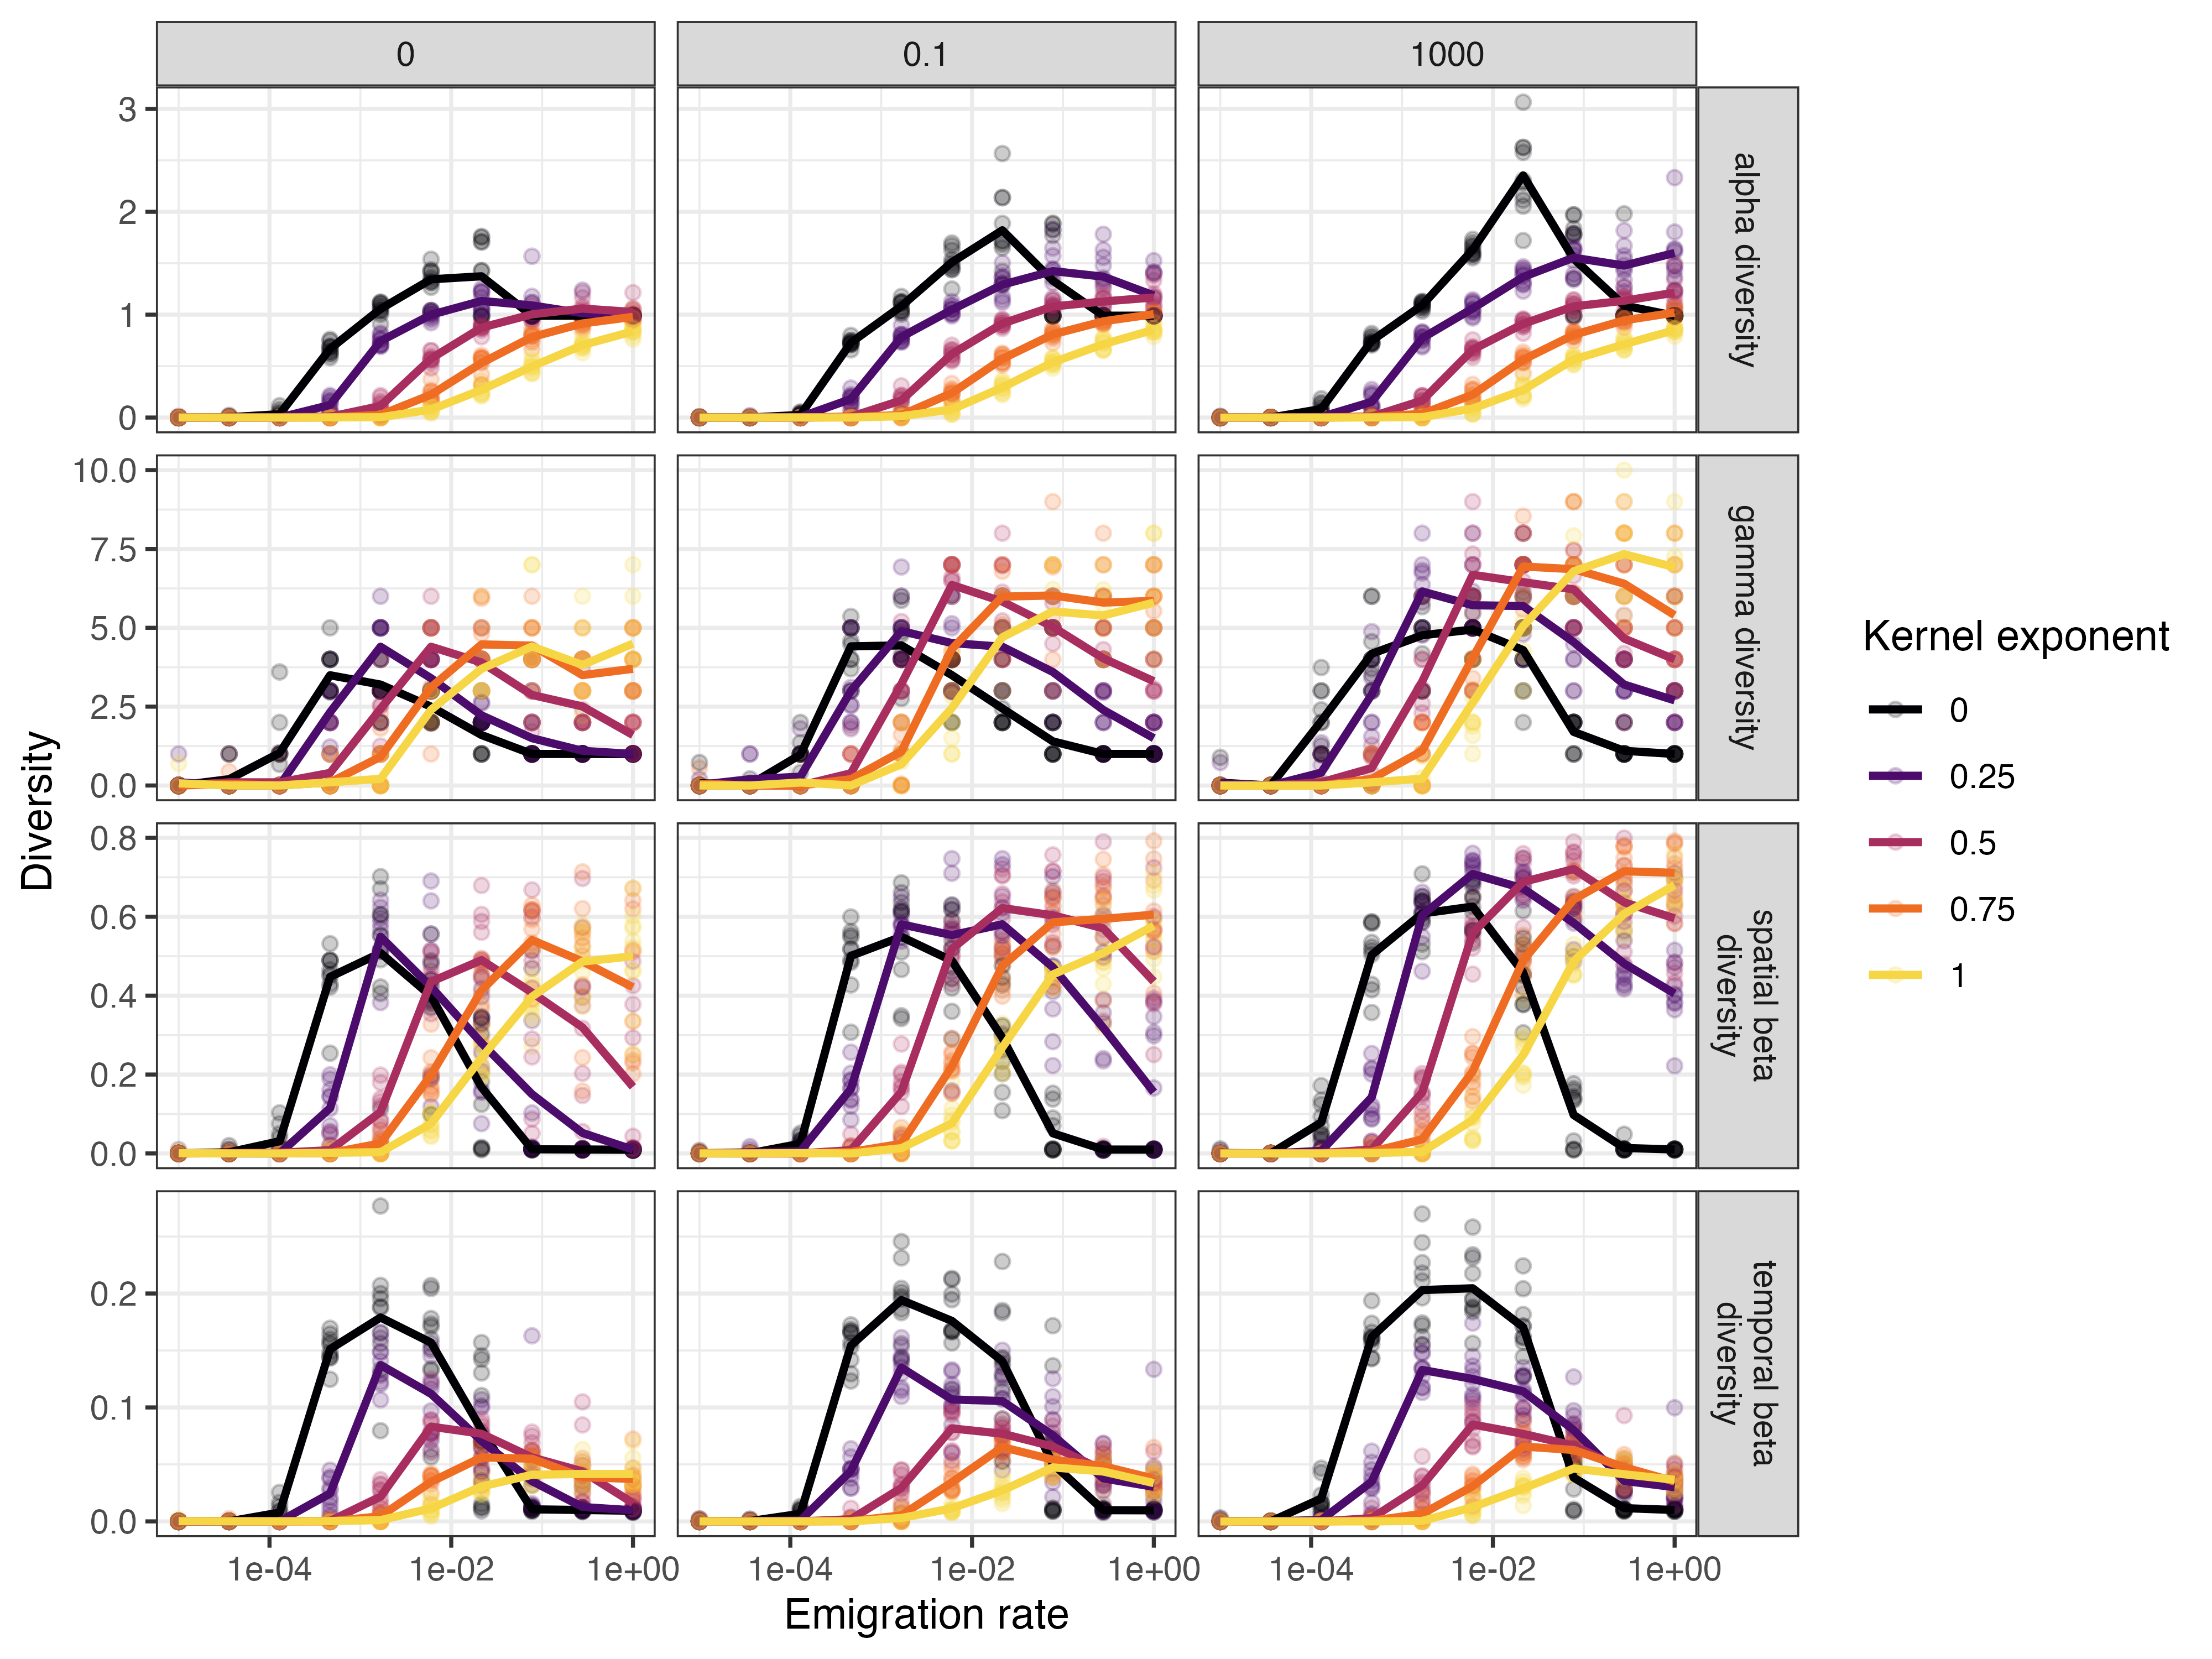 0
0.1
1000
3
2
1
0
alpha diversity
10.0
7.5
5.0
2.5
0.0
gamma diversity
0.8
0.6
0.4
0.2
0.0
spatial beta
diversity
0.2
0.1
0.0
temporal beta
diversity
1e-04
1e-02
1e+00
1e-04
1e-02
1e+00
1e-04
1e-02
1e+00
Emigration rate
Diversity
Kernel exponent
0
0.25
0.5
0.75
1